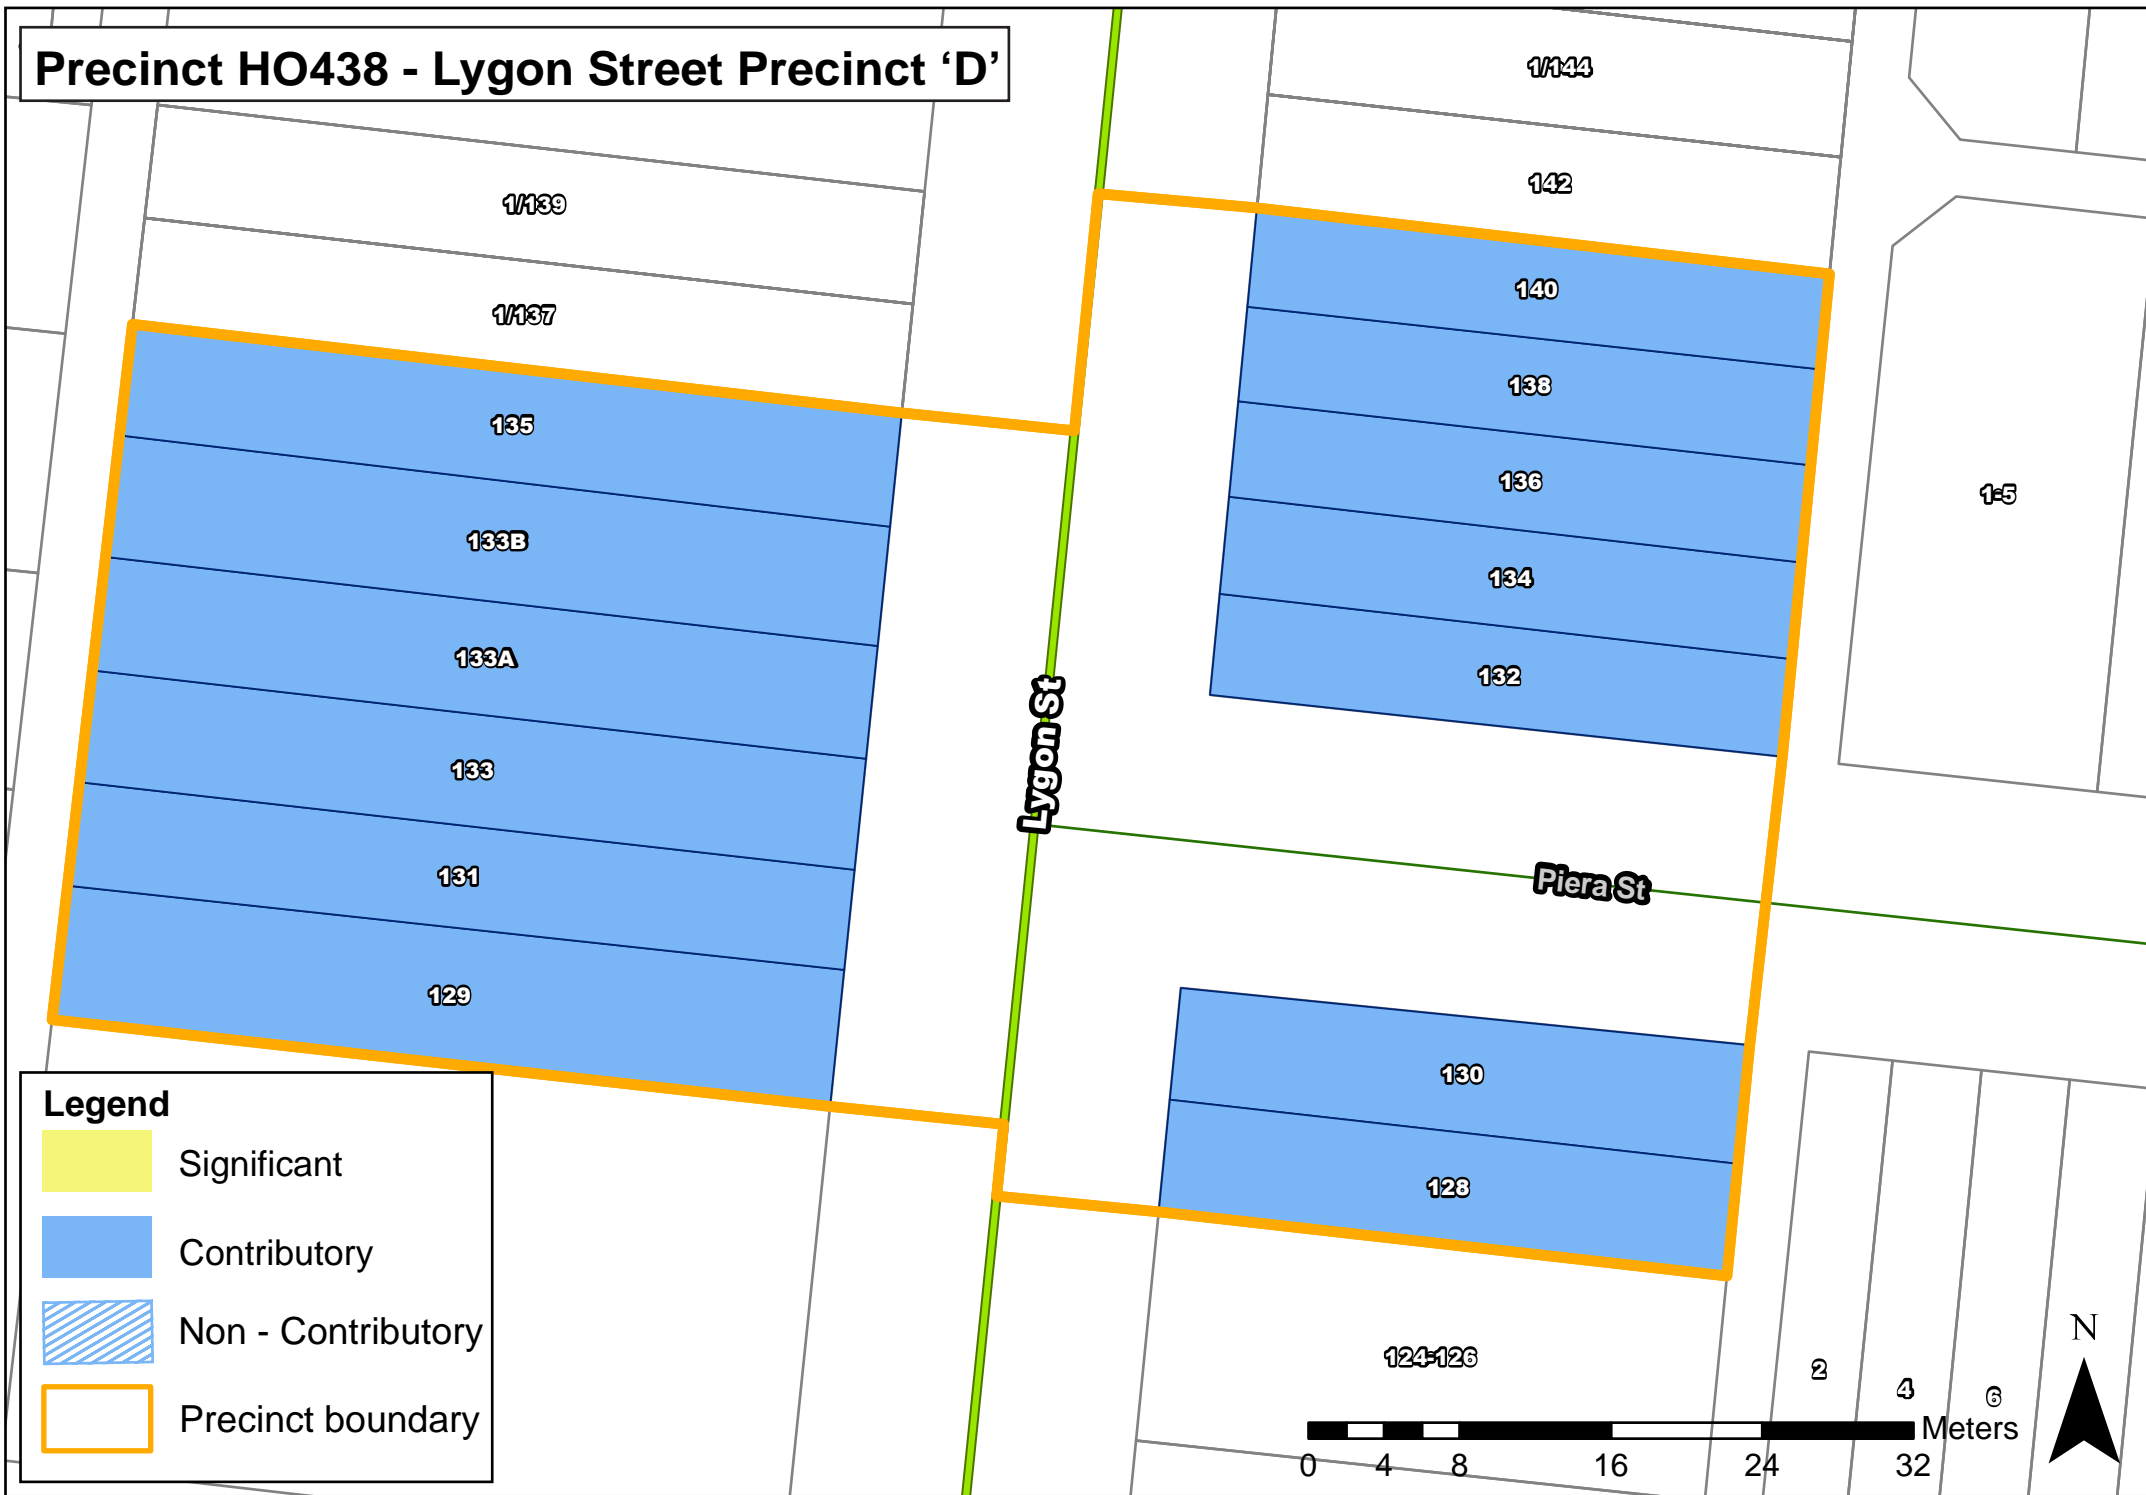 Precinct HO438 - Lygon Street Precinct ‘D’
1/144
142
1/139
1/137
140
138
136
134
132
1-5
135
133B
133A
133
131
129
Lygon St
Piera St
130
128
124-126
2
4
6
Legend
Significant
Contributory
Non - Contributory
Precinct boundary
N
Meters
0 4 8 16 24 32